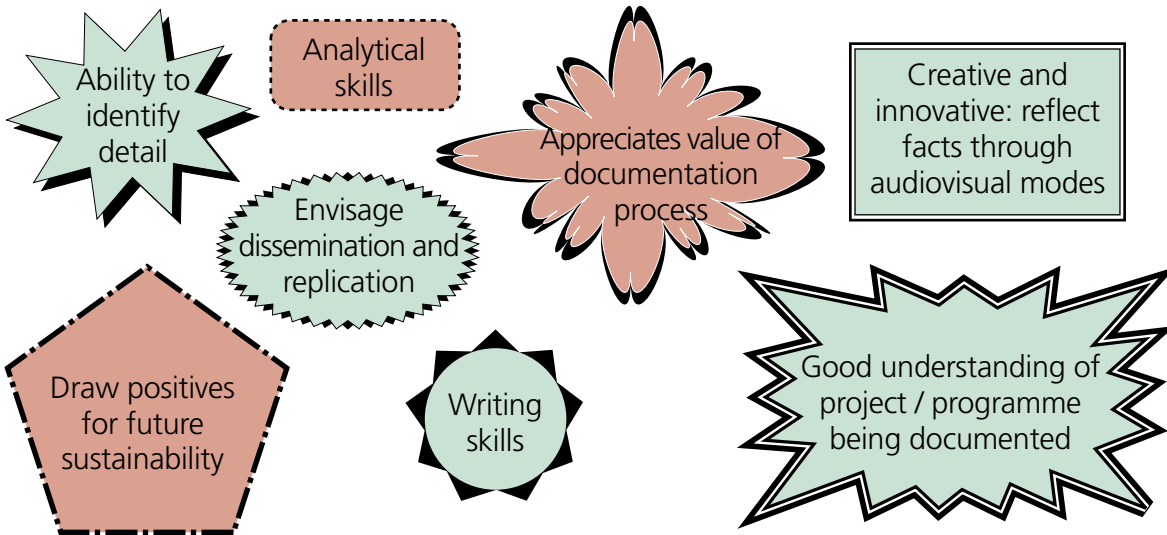 Ability to
identify
detail
Analytical
skills
Appreciates value of
documentation
process
Creative and
innovative: reflect
facts through
audiovisual modes
Envisage
dissemination and
replication
Draw positives
for future
sustainability
Writing
skills
Good understanding of
project / programme
being documented